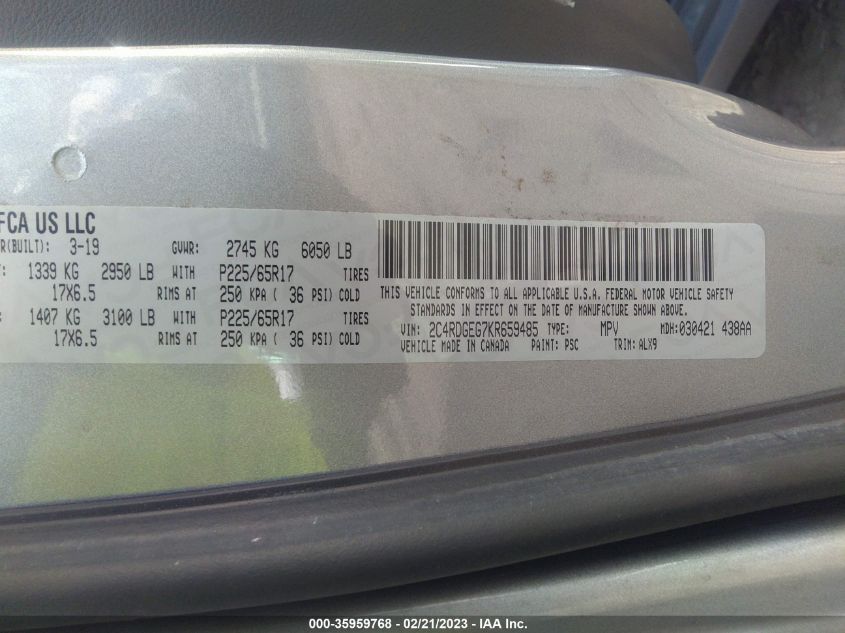 FCA US LLC
R(BUILT): 3-19 GVWR: 2745 KG 6050 LB
: 1339 KG 2950 LB WITH P225/65R17 TIRES
17X6.5 RIMS AT 250 KPA ( 36 PSI) COLD
: 1407 KG 3100 LB WITH P225/65R17 TIRES
17X6.5 RIMS AT 250 KPA ( 36 PSI) COLD
THIS VEHICLE CONFORMS TO ALL APPLICABLE U.S.A. FEDERAL MOTOR VEHICLE SAFETY
STANDARDS IN EFFECT ON THE DATE OF MANUFACTURE SHOWN ABOVE.
VIN: 2C4RDGEG7KR659485 TYPE: MPV MDH: 030421 438AA
VEHICLE MADE IN CANADA PAINT: PSC TRIM: ALX9
000-35959768 - 02/21/2023 - IAA Inc.